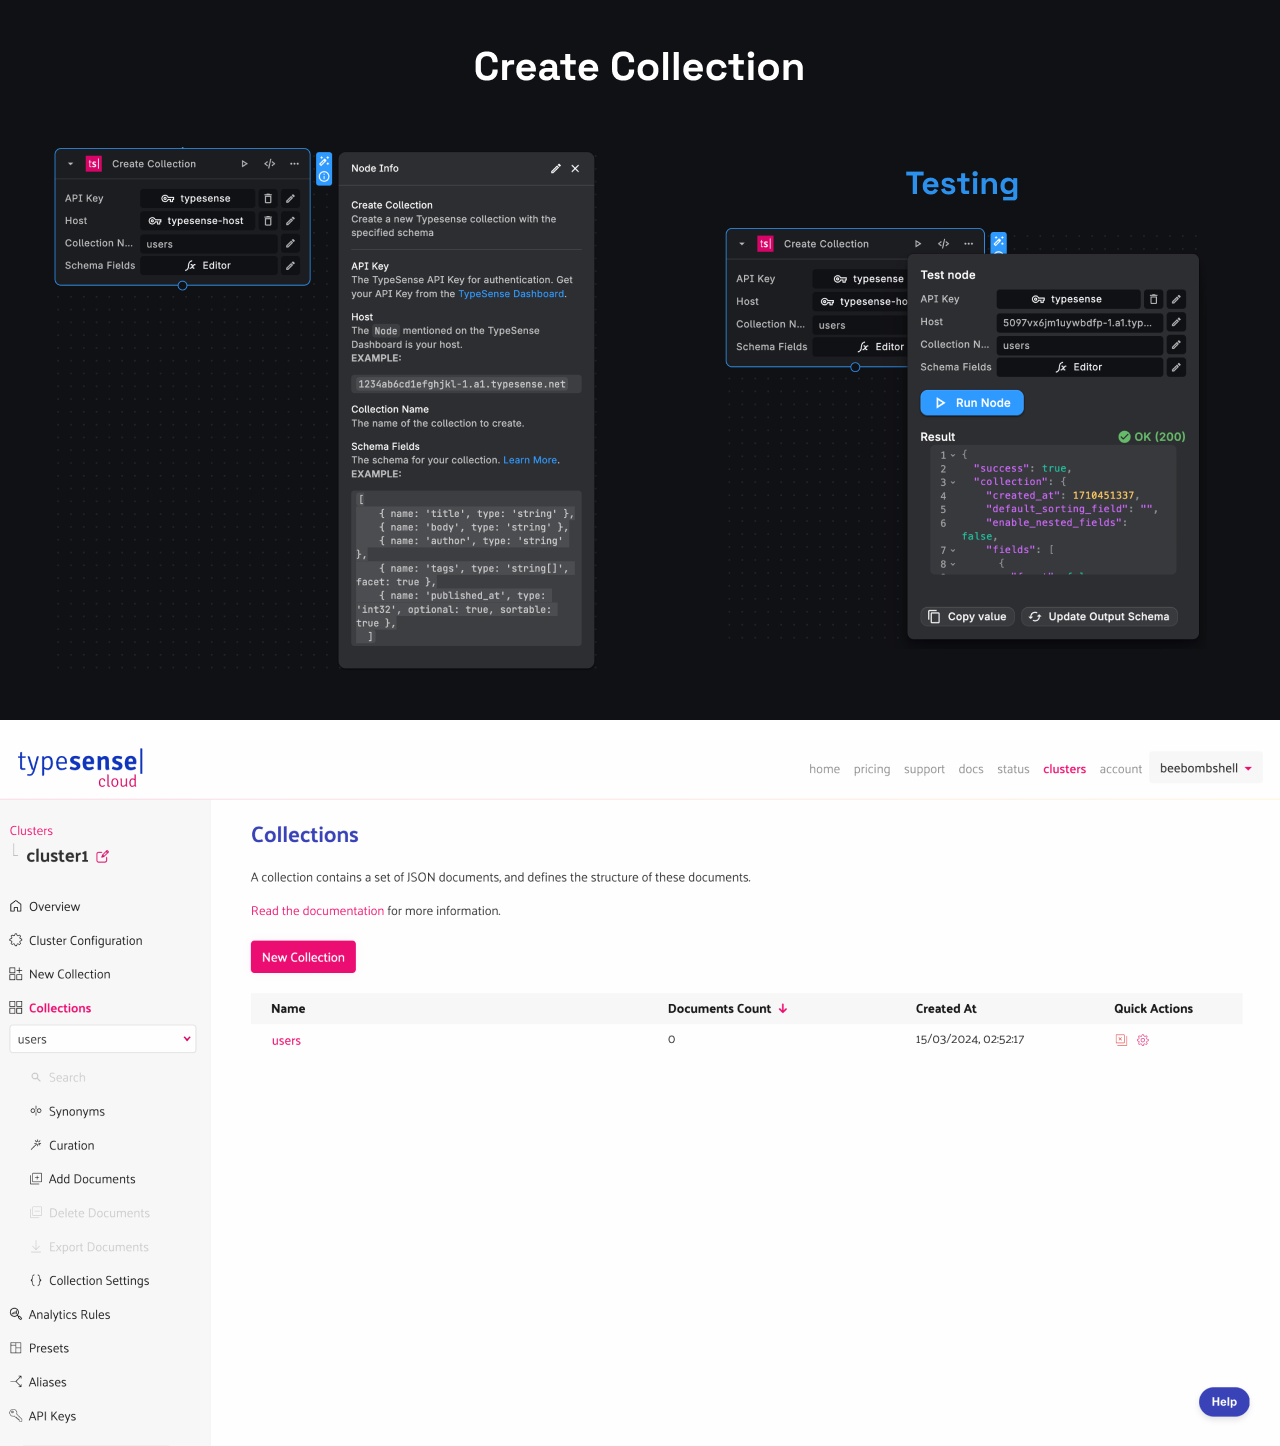 Create Collection
ts| Create Collection </> ...
API Key typesense
Host typesense-host
Collection N... users
Schema Fields fx Editor
Node Info
Create Collection
Create a new Typesense collection with the
specified schema
API Key
The TypeSense API Key for authentication. Get
your API Key from the TypeSense Dashboard.
Host
The Node mentioned on the TypeSense
Dashboard is your host.
EXAMPLE:
1234ab6cd1efghjkl-1.a1.typesense.net
Collection Name
The name of the collection to create.
Schema Fields
The schema for your collection. Learn More.
EXAMPLE:
[
{ name: 'title', type: 'string' },
{ name: 'body', type: 'string' },
{ name: 'author', type: 'string'
},
{ name: 'tags', type: 'string[]',
facet: true },
{ name: 'published_at', type:
'int32', optional: true, sortable:
true },
]
Testing
ts| Create Collection </> ...
API Key typesense
Host typesense-ho
Collection N... users
Schema Fields fx Editor
Test node
API Key typesense
Host 5097vx6jm1uywbdfp-1.a1.typ...
Collection N... users
Schema Fields fx Editor
Run Node
Result OK (200)
1 {
2 "success": true,
3 "collection": {
4 "created_at": 1710451337,
5 "default_sorting_field": "",
6 "enable_nested_fields":
false,
7 "fields": [
8 {
Copy value Update Output Schema
typesense|
cloud
home pricing support docs status clusters account beebombshell
Clusters
cluster1
Overview
Cluster Configuration
New Collection
Collections
users
Search
Synonyms
Curation
Add Documents
Delete Documents
Export Documents
{} Collection Settings
Analytics Rules
Presets
Aliases
API Keys
Collections
A collection contains a set of JSON documents, and defines the structure of these documents.
Read the documentation for more information.
New Collection
Name Documents Count Created At Quick Actions
users 0 15/03/2024, 02:52:17
Help